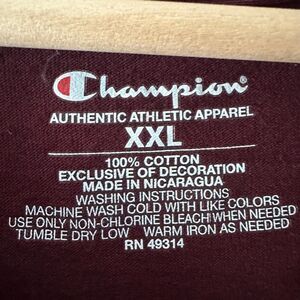 Champion®
AUTHENTIC ATHLETIC APPAREL
XXL
100% COTTON
EXCLUSIVE OF DECORATION
MADE IN NICARAGUA
WASHING INSTRUCTIONS
MACHINE WASH COLD WITH LIKE COLORS
USE ONLY NON-CHLORINE BLEACH WHEN NEEDED
TUMBLE DRY LOW WARM IRON AS NEEDED
RN 49314